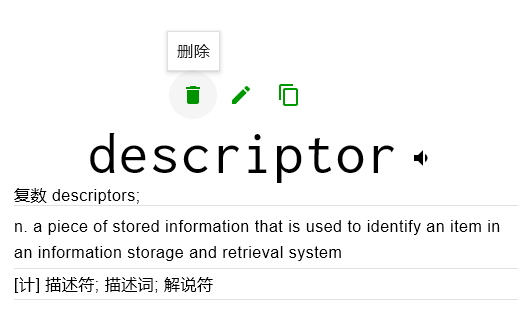 删除
descriptor
复数 descriptors;
n. a piece of stored information that is used to identify an item in
an information storage and retrieval system
[计] 描述符; 描述词; 解说符